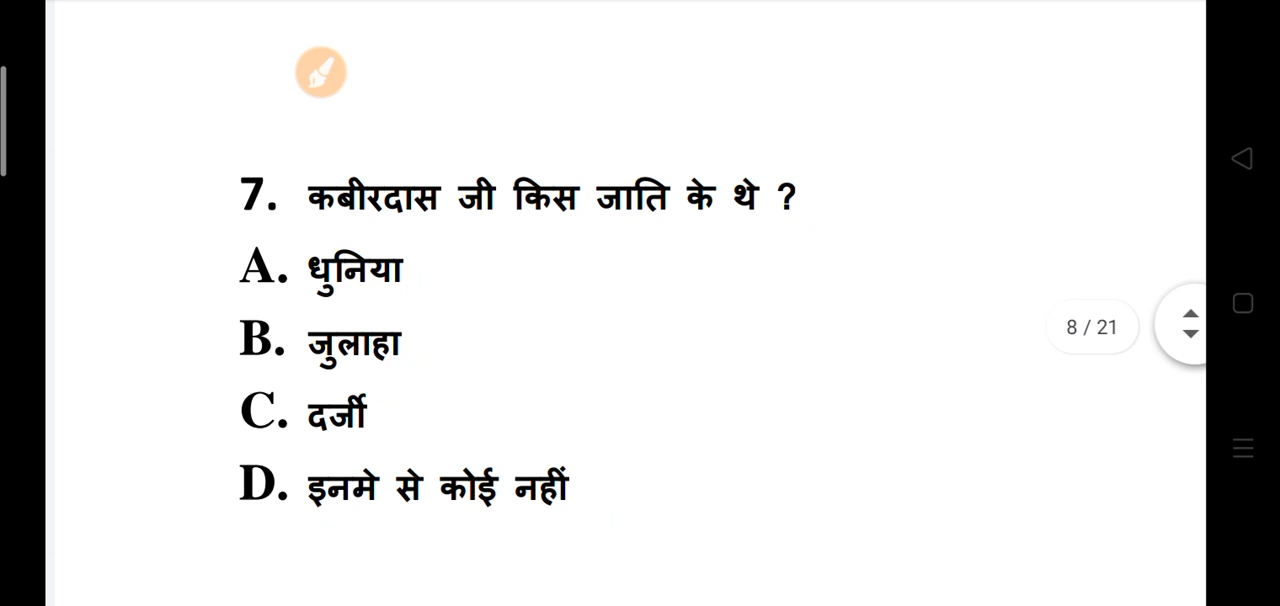 7. कबीरदास जी किस जाति के थे ?
A. धुनिया
B. जुलाहा
8 / 21
C. दर्जी
D. इनमे से कोई नहीं